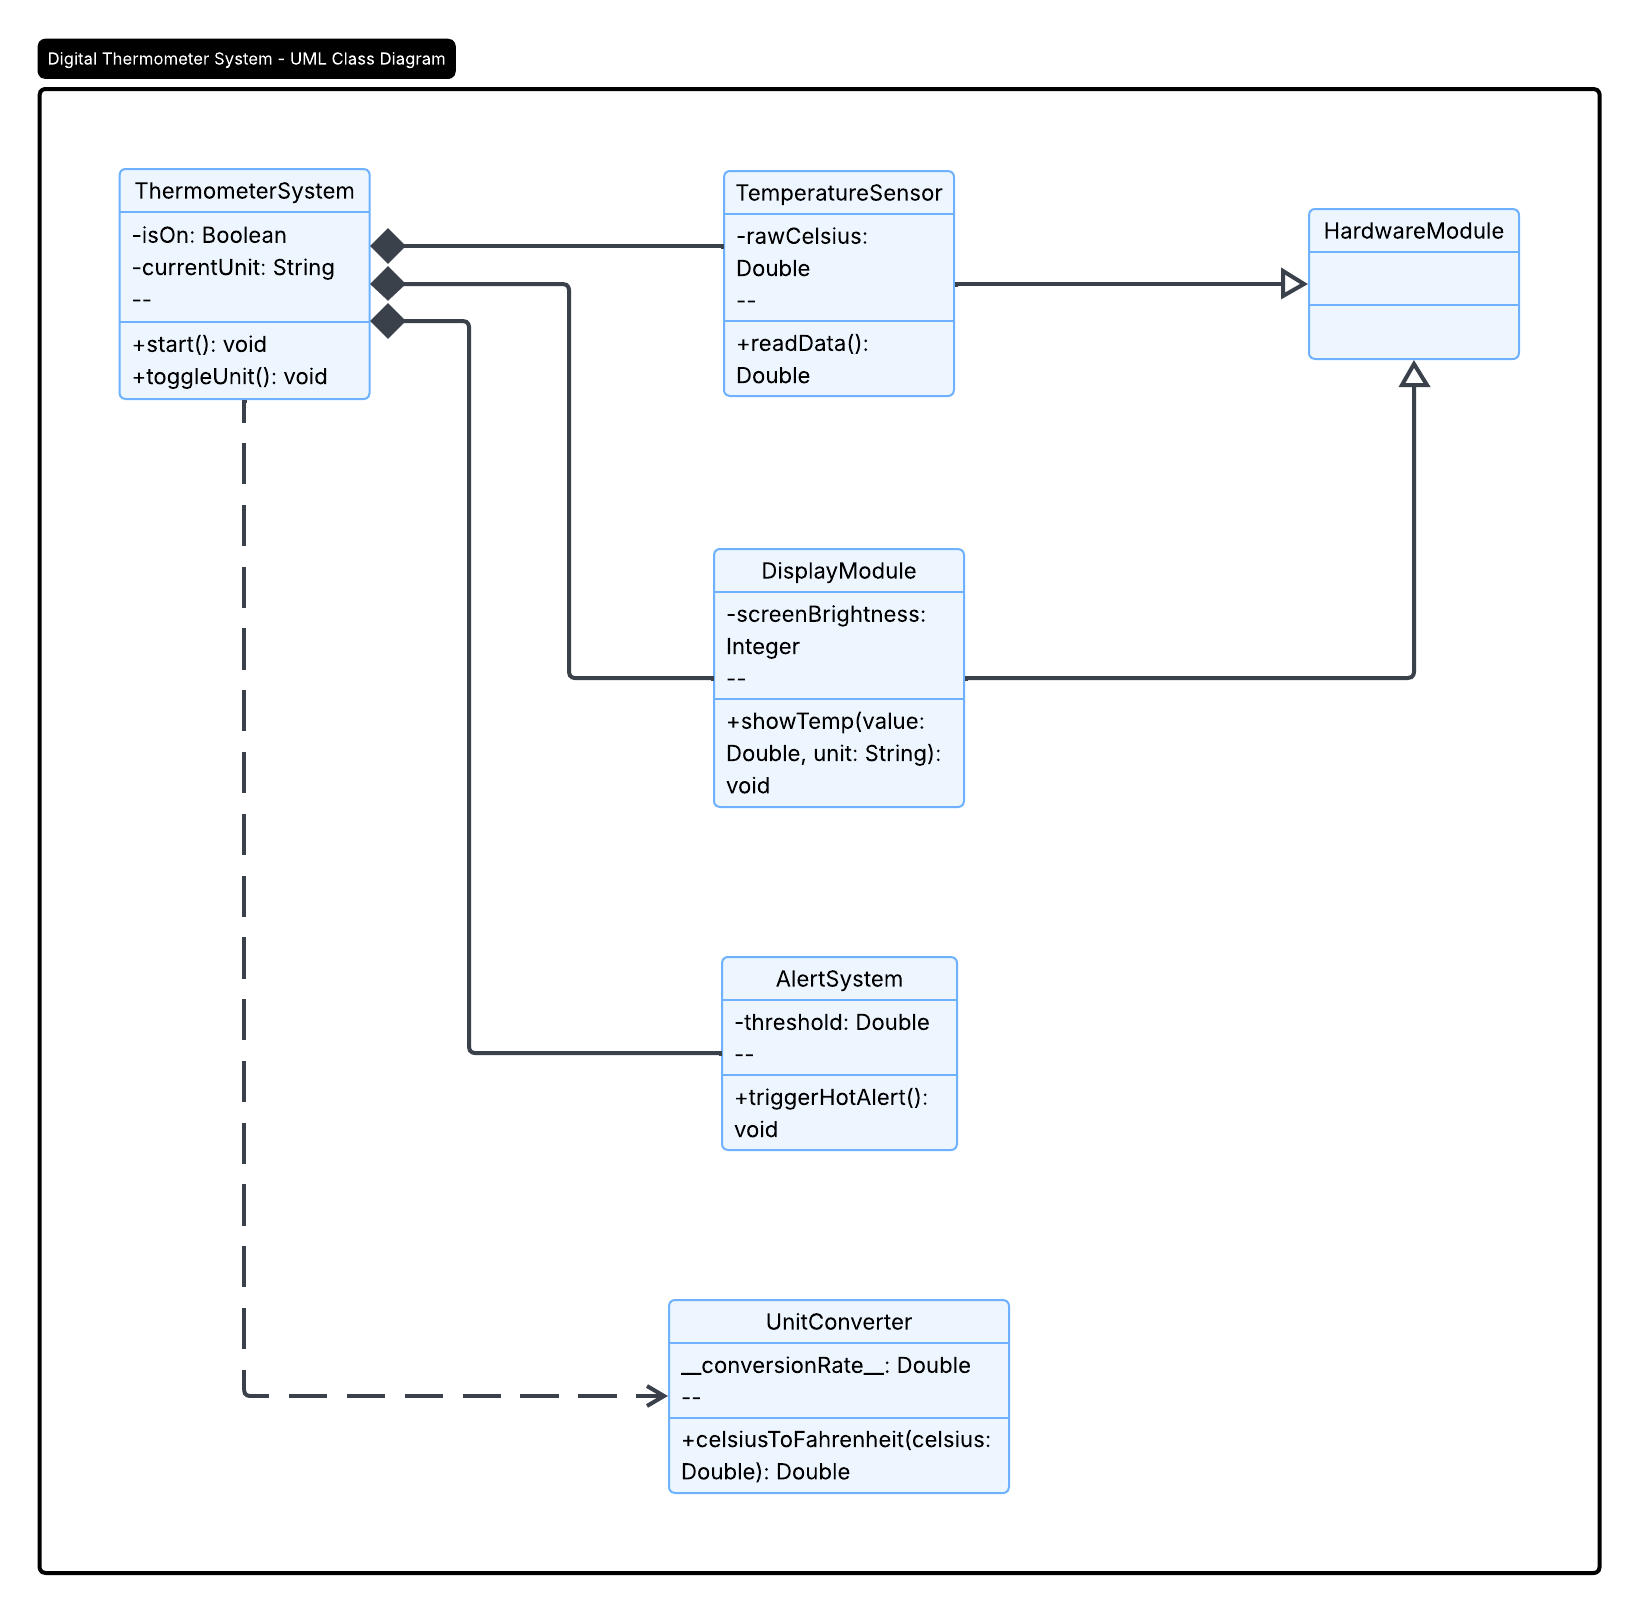 Digital Thermometer System - UML Class Diagram
ThermometerSystem
-isOn: Boolean
-currentUnit: String
--
+start(): void
+toggleUnit(): void
TemperatureSensor
-rawCelsius:
Double
--
+readData():
Double
HardwareModule
DisplayModule
-screenBrightness:
Integer
--
+showTemp(value:
Double, unit: String):
void
AlertSystem
-threshold: Double
--
+triggerHotAlert():
void
UnitConverter
__conversionRate__: Double
--
+celsiusToFahrenheit(celsius:
Double): Double